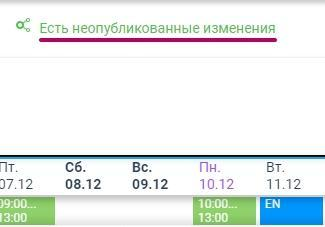 Есть неопубликованные изменения
Пт. Сб. Вс. Пн. Вт.
07.12 08.12 09.12 10.12 11.12
09:00... 10:00... EN
13:00 13:00